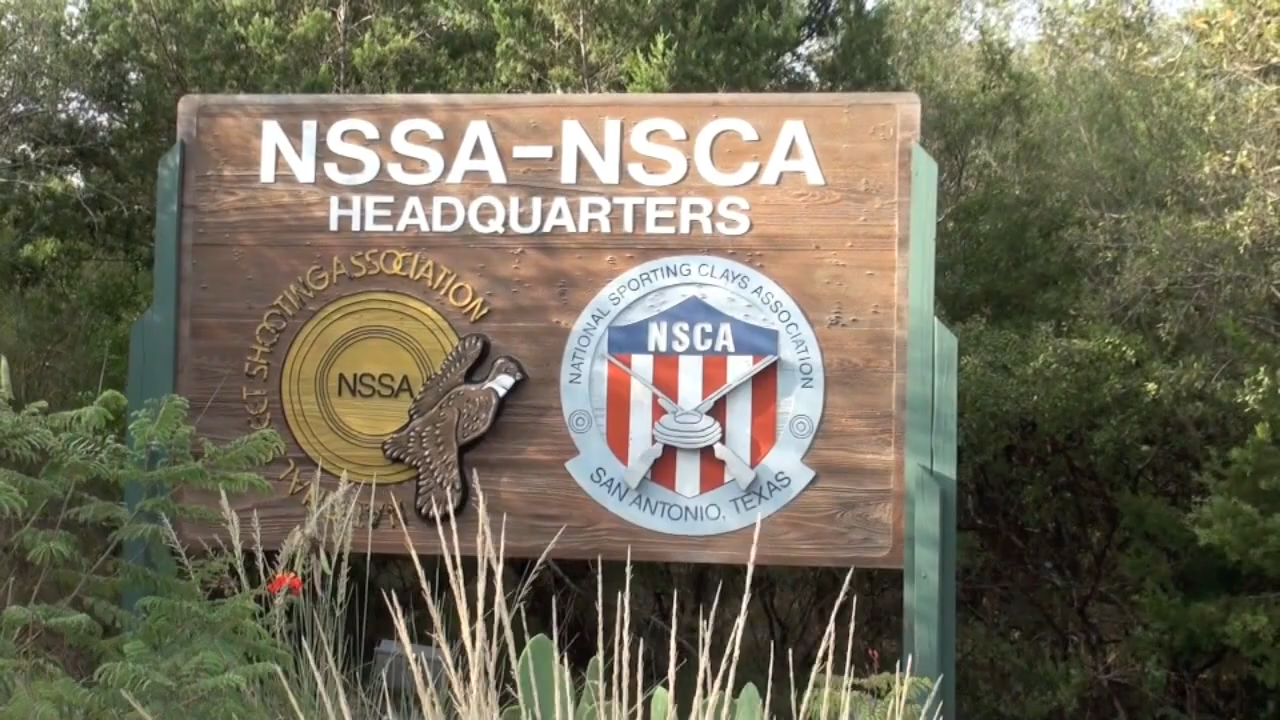 NSSA-NSCA
HEADQUARTERS
SHOOTING ASSOCIATION
NSSA
NATIONAL SPORTING CLAYS ASSOCIATION
NSCA
SAN ANTONIO, TEXAS